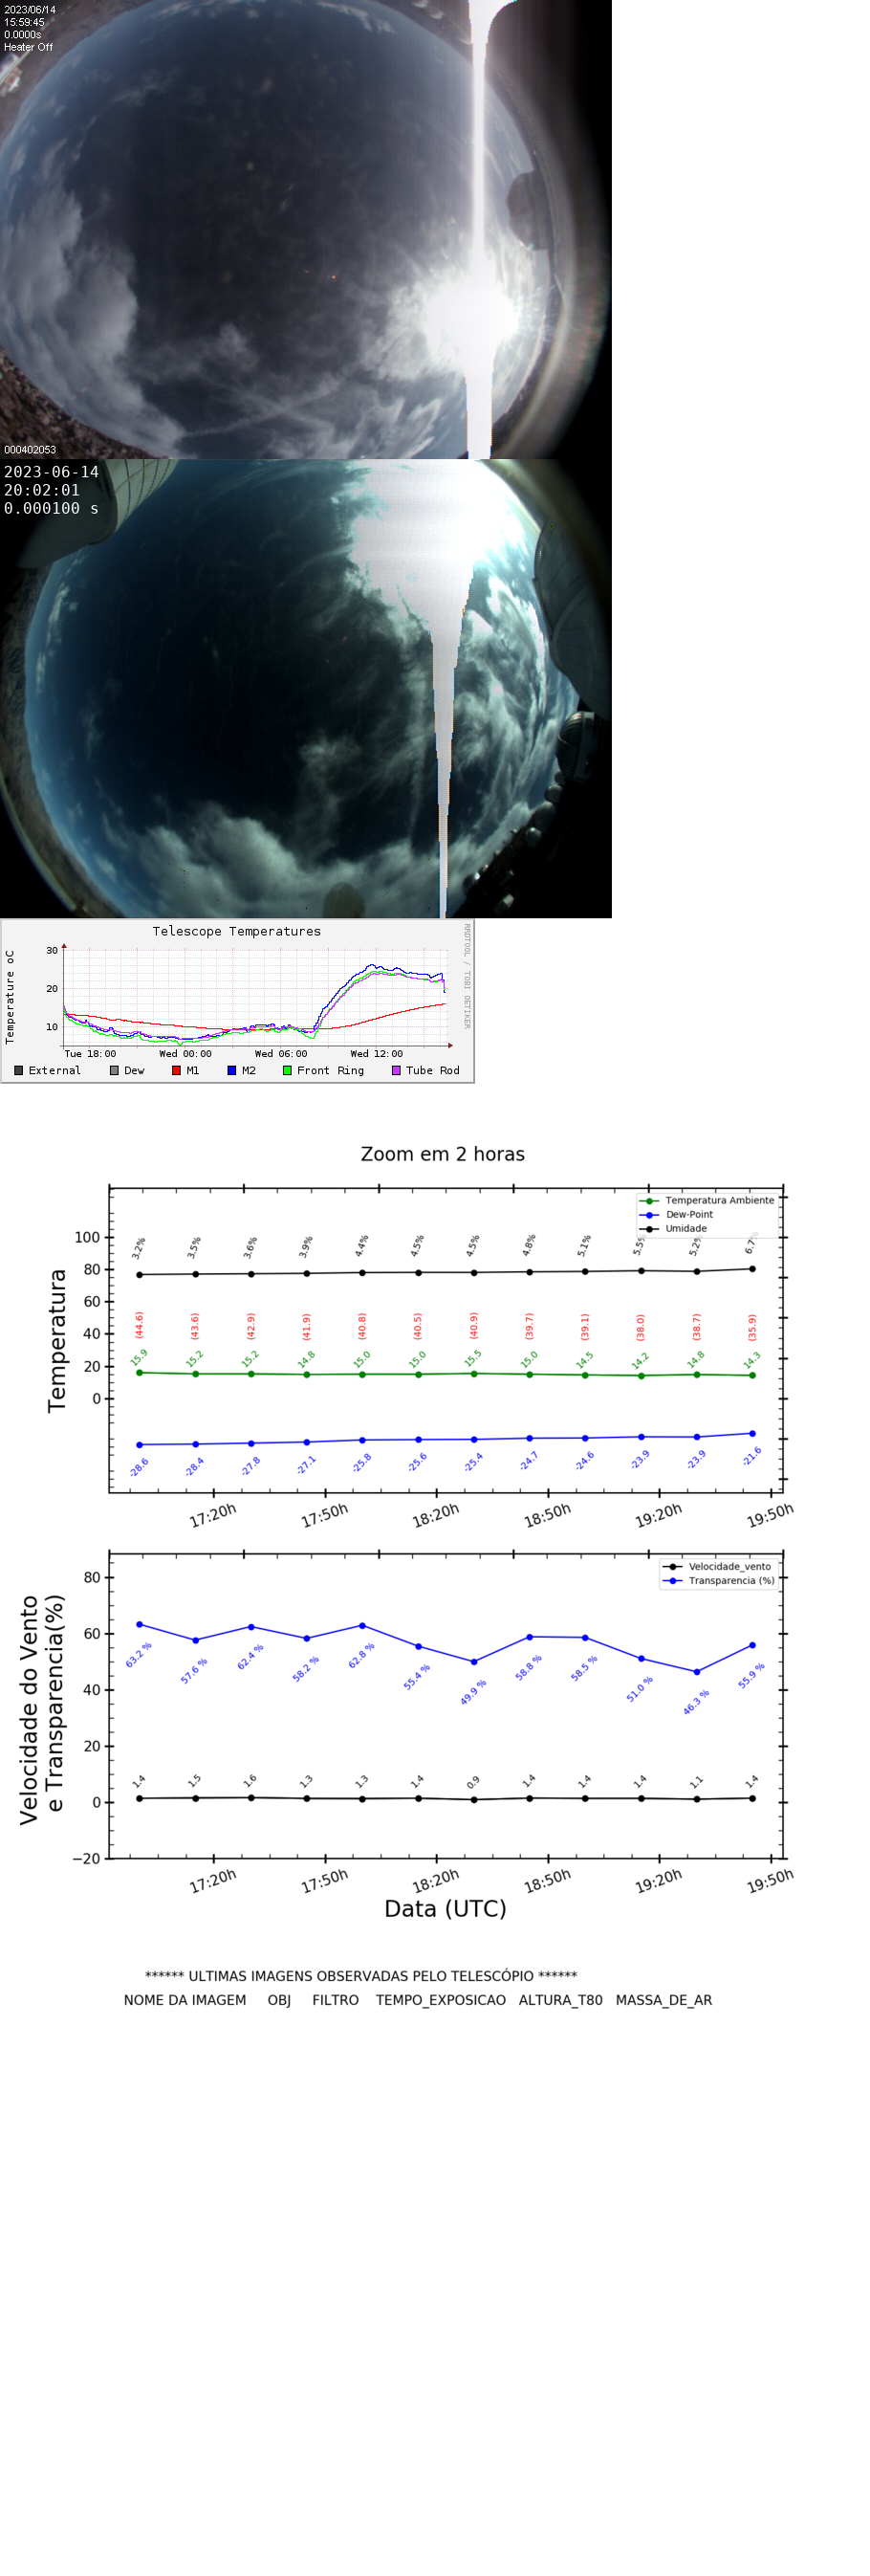 2023/06/14
15:59:45
0.0000s
Heater Off
000402053
2023-06-14
20:02:01
0.000100 s
Telescope Temperatures
RRDTOOL / TOBI OETIKER
Temperature oC
30
20
10
Tue 18:00 Wed 00:00 Wed 06:00 Wed 12:00
External Dew M1 M2 Front Ring Tube Rod
Zoom em 2 horas
Temperatura Ambiente
Dew-Point
Umidade
Temperatura
100
80
60
40
20
0
3.2% 3.5% 3.6% 3.9% 4.4% 4.5% 4.5% 4.8% 5.1% 5.5% 5.2% 6.7%
(44.6) (43.6) (42.9) (41.9) (40.8) (40.5) (40.9) (39.7) (39.1) (38.0) (38.7) (35.9)
15.9 15.2 15.2 14.8 15.0 15.0 15.5 15.0 14.5 14.2 14.8 14.3
-28.6 -28.4 -27.8 -27.1 -25.8 -25.6 -25.4 -24.7 -24.6 -23.9 -23.9 -21.6
17:20h 17:50h 18:20h 18:50h 19:20h 19:50h
Velocidade_vento
Transparencia (%)
Velocidade do Vento
e Transparencia(%)
80
60
40
20
0
−20
63.2 % 57.6 % 62.4 % 58.2 % 62.8 % 55.4 % 49.9 % 58.8 % 58.5 % 51.0 % 46.3 % 55.9 %
1.4 1.5 1.6 1.3 1.3 1.4 0.9 1.4 1.4 1.4 1.1 1.4
17:20h 17:50h 18:20h 18:50h 19:20h 19:50h
Data (UTC)
****** ULTIMAS IMAGENS OBSERVADAS PELO TELESCÓPIO ******
NOME DA IMAGEM OBJ FILTRO TEMPO_EXPOSICAO ALTURA_T80 MASSA_DE_AR